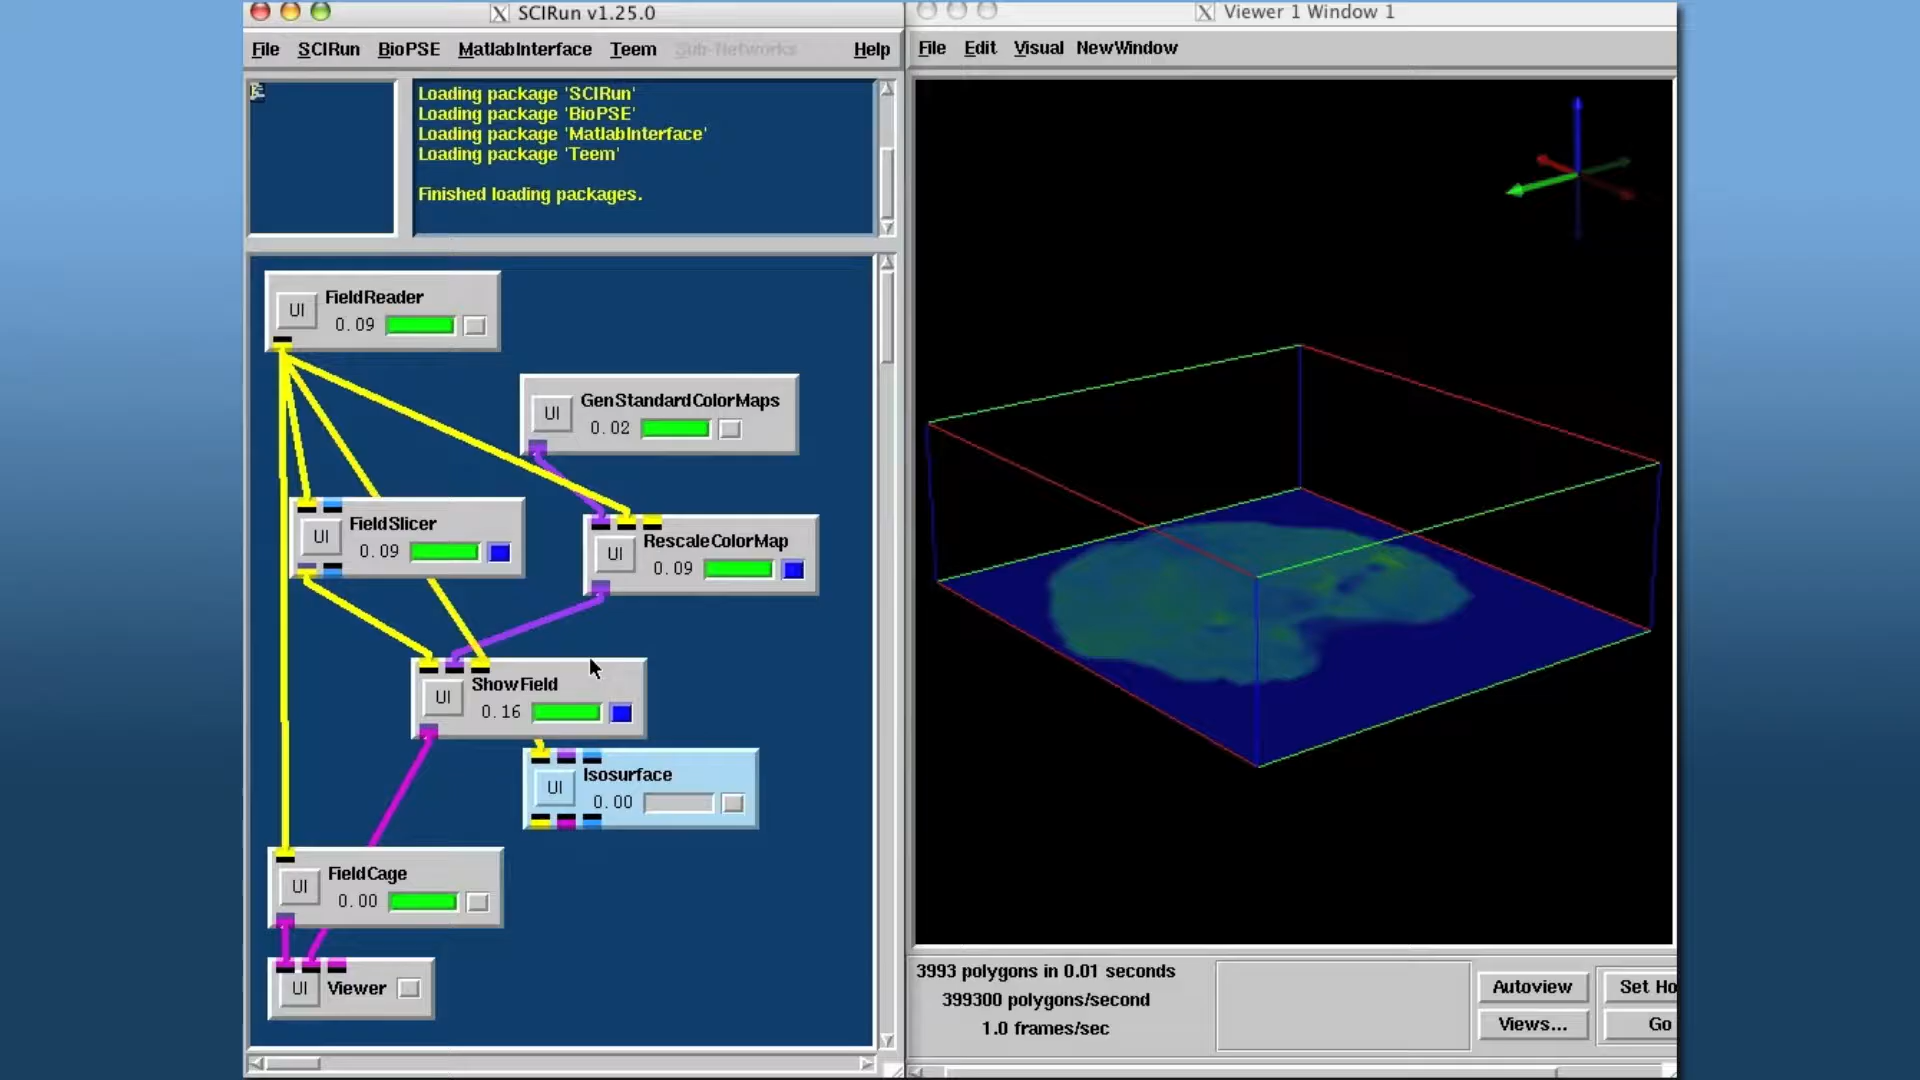 SCIRun v1.25.0
File SCIRun BioPSE MatlabInterface Teem Sub-Networks Help
Loading package 'SCIRun'
Loading package 'BioPSE'
Loading package 'MatlabInterface'
Loading package 'Teem'
Finished loading packages.
UI FieldReader
0.09
UI GenStandardColorMaps
0.02
UI FieldSlicer
0.09
UI RescaleColorMap
0.09
UI ShowField
0.16
UI Isosurface
0.00
UI FieldCage
0.00
UI Viewer
Viewer 1 Window 1
File Edit Visual NewWindow
3993 polygons in 0.01 seconds
399300 polygons/second
1.0 frames/sec
Autoview
Views...
Set Ho
Go